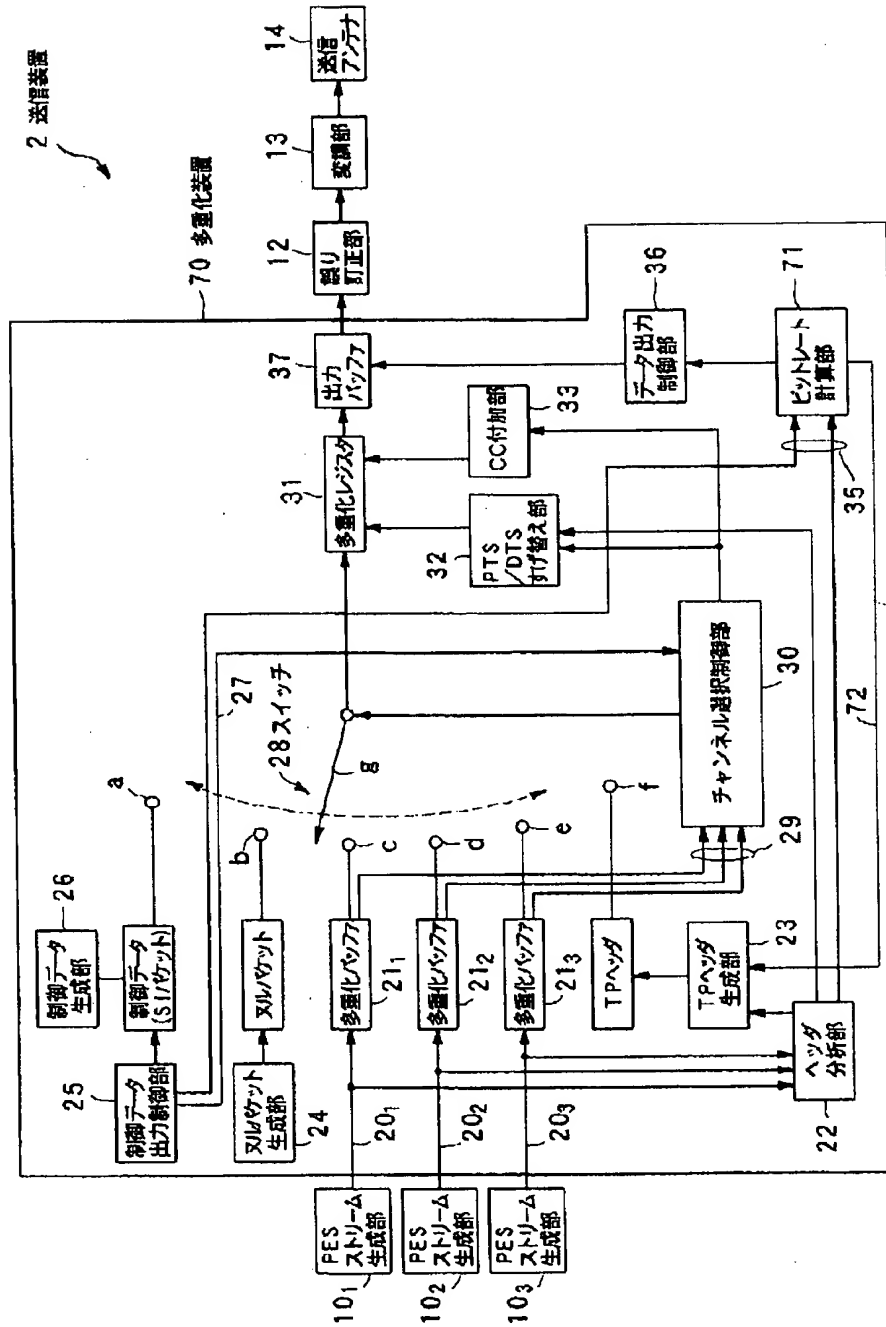 2 送信装置
70 多重化装置
14
送信
アンテナ
13
変調部
12
誤り
訂正部
37
出力
バッファ
31
多重化レジスタ
36
データ出力
制御部
71
ビットレート
計算部
35
33
CC付加部
32
PTS
/DTS
すげ替え部
28スイッチ
g
27
30
チャンネル選択制御部
29
72
a
b
c
d
e
f
26
制御データ
生成部
制御データ
(SIパケット)
25
制御データ
出力制御部
ヌルパケット
ヌルパケット
生成部
24
多重化バッファ
21₁
多重化バッファ
21₂
多重化バッファ
21₃
TPヘッダ
23
TPヘッダ
生成部
ヘッダ
分析部
22
20₁
20₂
20₃
PES
ストリーム
生成部
10₁
PES
ストリーム
生成部
10₂
PES
ストリーム
生成部
10₃